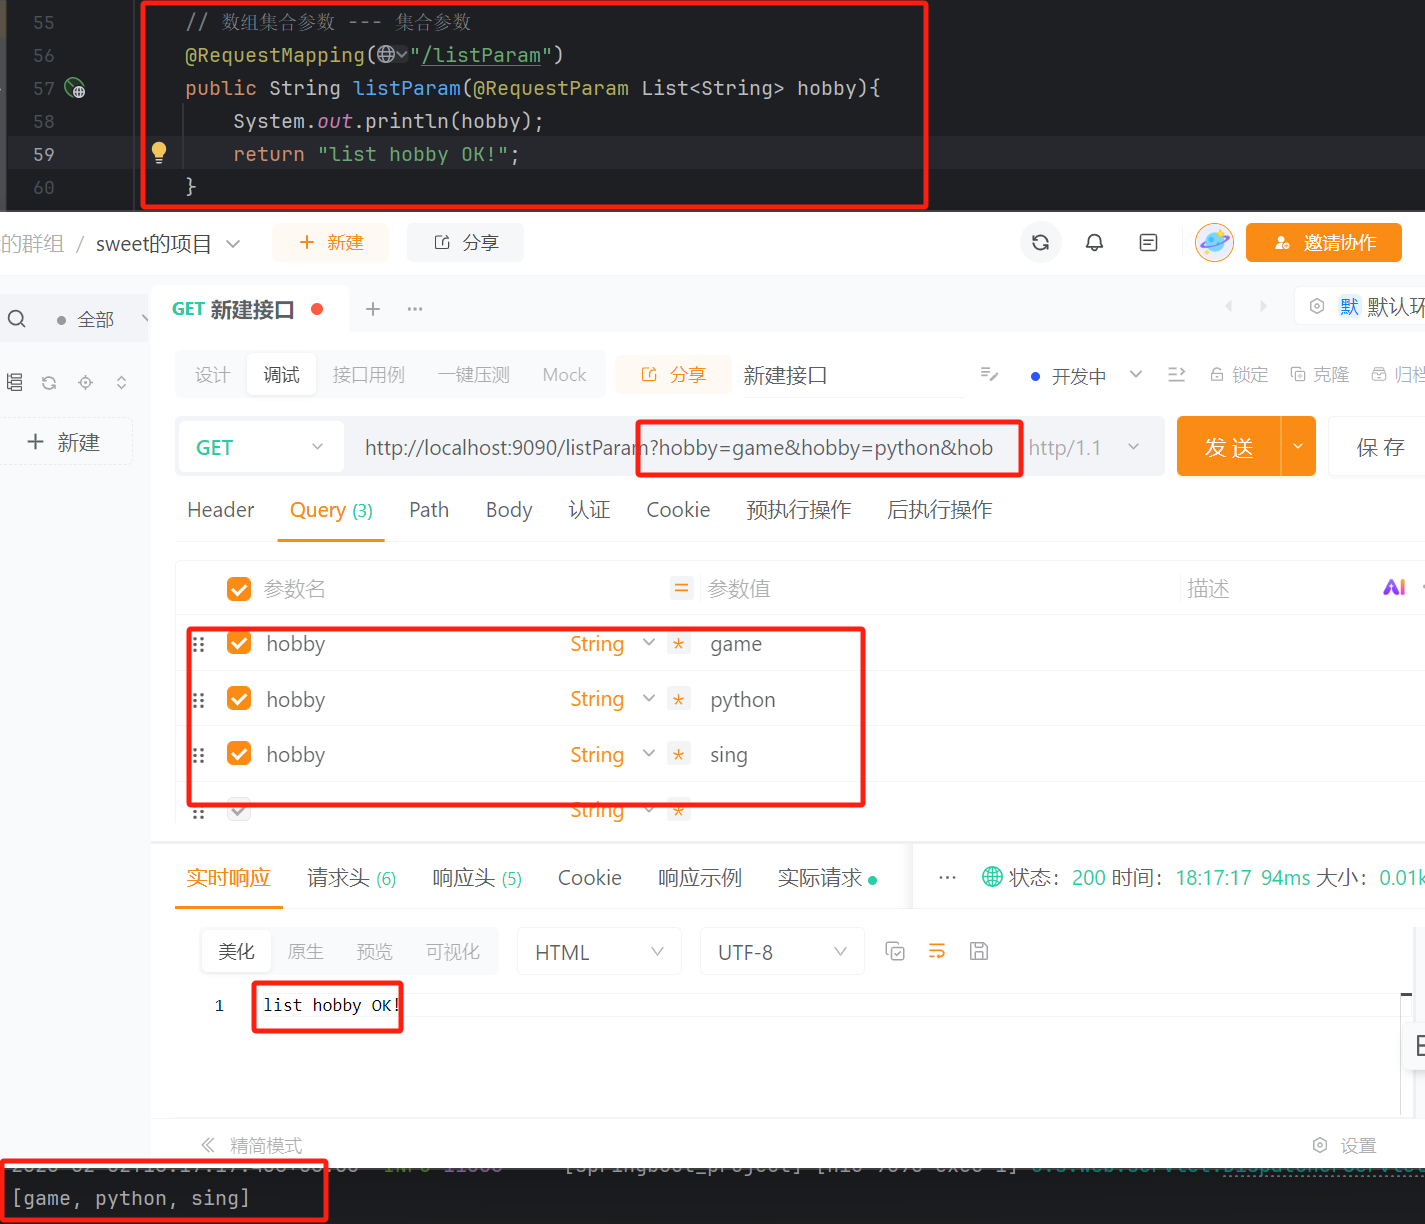 55 // 数组集合参数 --- 集合参数
56 @RequestMapping("/listParam")
57 public String listParam(@RequestParam List<String> hobby){
58 System.out.println(hobby);
59 return "list hobby OK!";
60 }
的群组 / sweet的项目 + 新建 分享 邀请协作
全部 GET 新建接口 + ··· 默 默认环
设计 调试 接口用例 一键压测 Mock 分享 新建接口 开发中 锁定 克隆 归档
+ 新建 GET http://localhost:9090/listParam?hobby=game&hobby=python&hob http/1.1 发送 保存
Header Query (3) Path Body 认证 Cookie 预执行操作 后执行操作
参数名 = 参数值 描述 AI
hobby String * game
hobby String * python
hobby String * sing
String *
实时响应 请求头 (6) 响应头 (5) Cookie 响应示例 实际请求 ··· 状态: 200 时间: 18:17:17 94ms 大小: 0.01k
美化 原生 预览 可视化 HTML UTF-8
1 list hobby OK!
精简模式 设置
[game, python, sing]